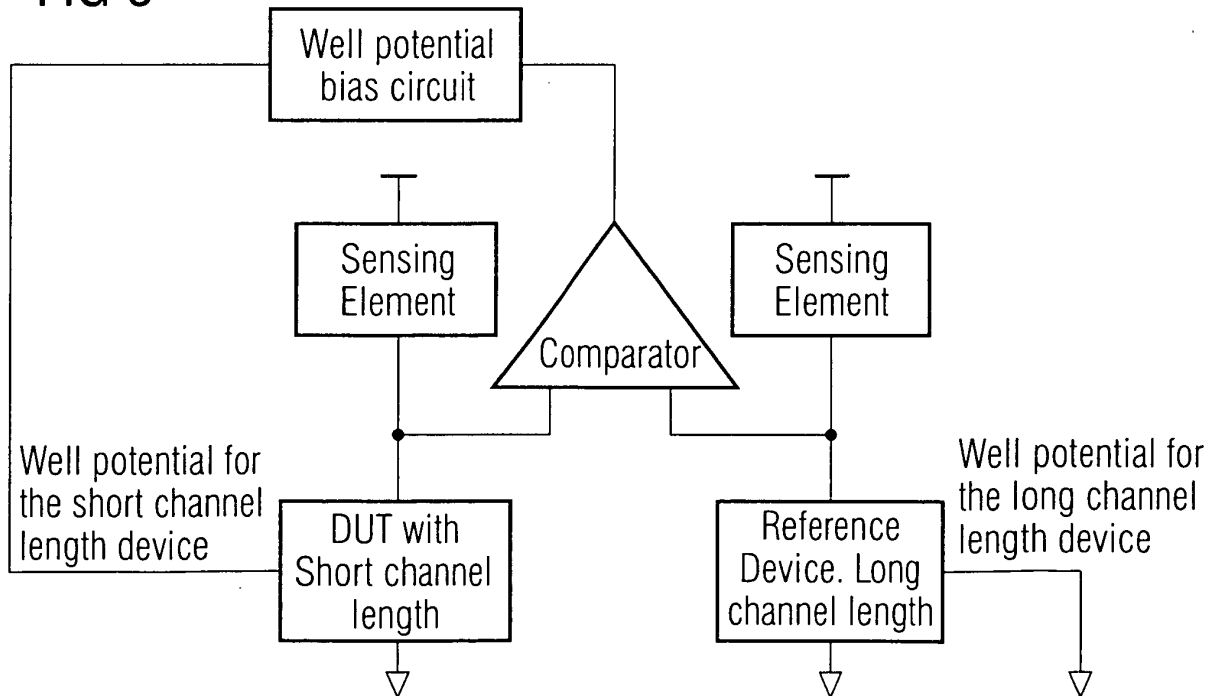 Well potential
bias circuit
Sensing
Element
Sensing
Element
Comparator
Well potential for
the short channel
length device
Well potential for
the long channel
length device
DUT with
Short channel
length
Reference
Device. Long
channel length